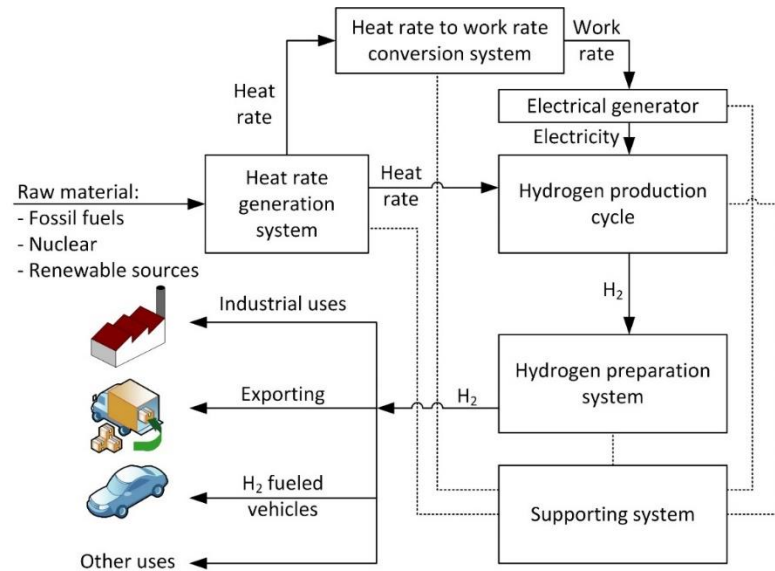 Heat rate to work rate
conversion system
Work
rate
Heat
rate
Electrical generator
Electricity
Raw material:
- Fossil fuels
- Nuclear
- Renewable sources
Heat rate
generation
system
Heat
rate
Hydrogen production
cycle
H₂
Industrial uses
Hydrogen preparation
system
Exporting
H₂
H₂ fueled
vehicles
Supporting system
Other uses